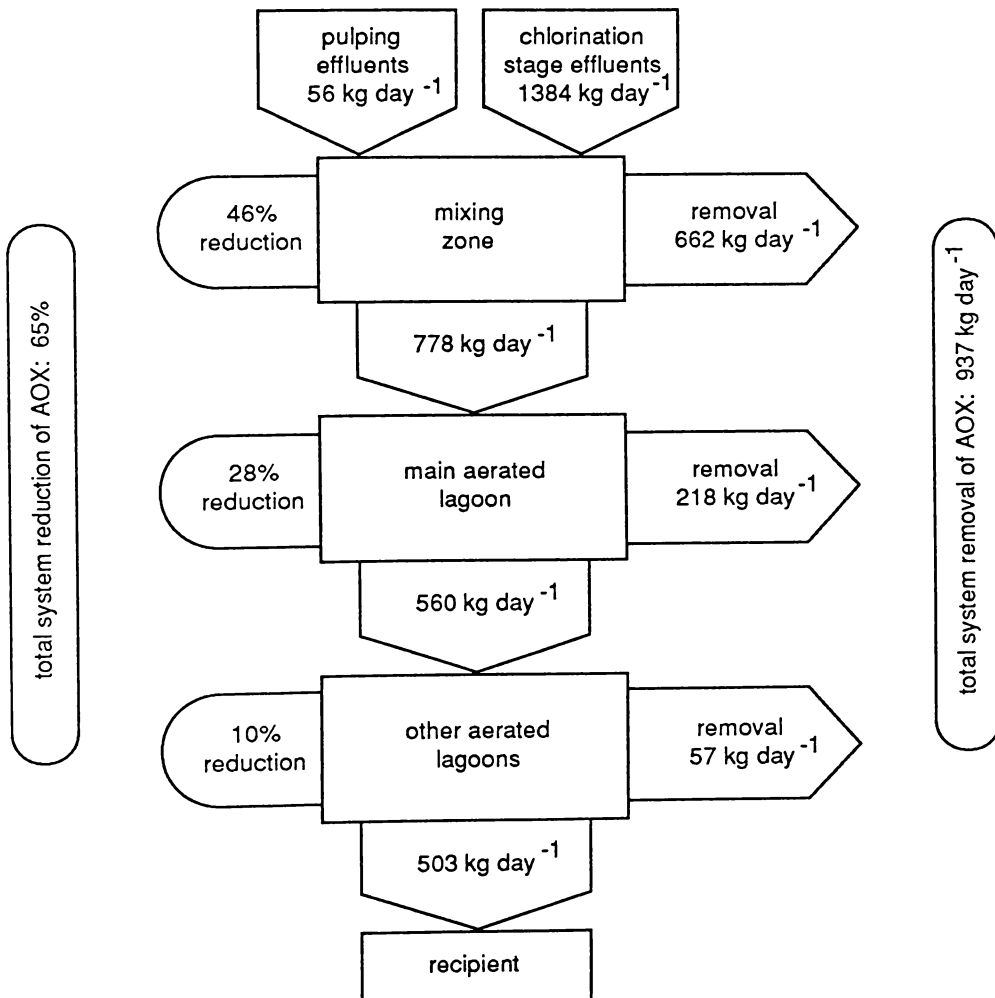 pulping
effluents
56 kg day -1
chlorination
stage effluents
1384 kg day-1
46%
reduction
mixing
zone
removal
662 kg day -1
778 kg day -1
28%
reduction
main aerated
lagoon
removal
218 kg day -1
560 kg day -1
10%
reduction
other aerated
lagoons
removal
57 kg day -1
503 kg day -1
recipient
total system reduction of AOX: 65%
total system removal of AOX: 937 kg day-1